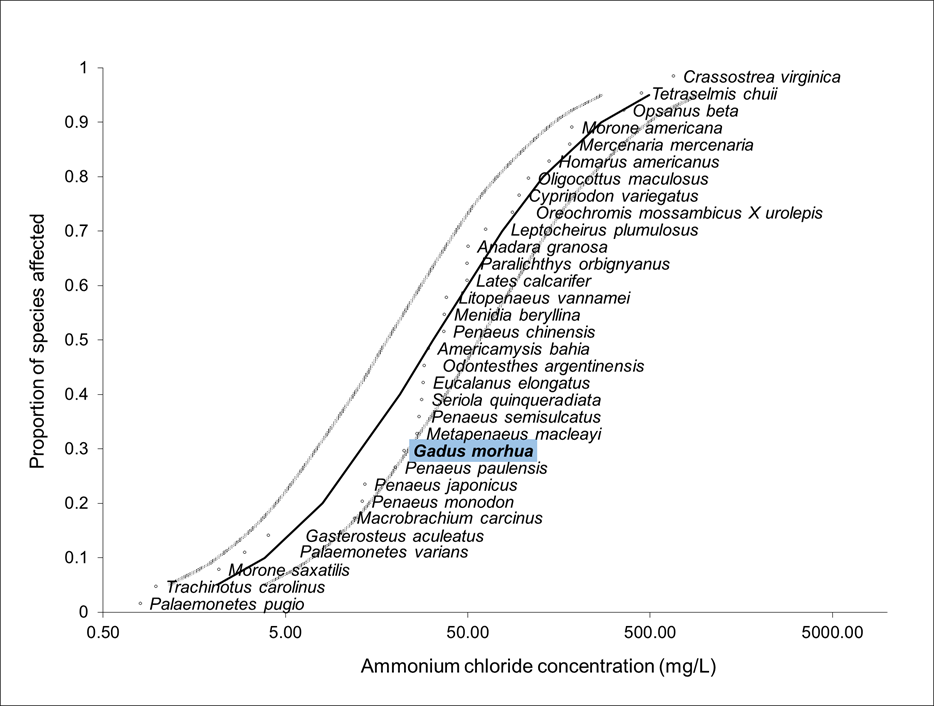 1
Crassostrea virginica
Tetraselmis chuii
0.9
Opsanus beta
Morone americana
Mercenaria mercenaria
Homarus americanus
0.8
Oligocottus maculosus
Cyprinodon variegatus
Oreochromis mossambicus X urolepis
0.7
Leptocheirus plumulosus
Anadara granosa
Paralichthys orbignyanus
0.6
Lates calcarifer
Litopenaeus vannamei
Menidia beryllina
0.5
Penaeus chinensis
Americamysis bahia
Odontesthes argentinensis
0.4
Eucalanus elongatus
Seriola quinqueradiata
Penaeus semisulcatus
Metapenaeus macleayi
0.3
Gadus morhua
Penaeus paulensis
Penaeus japonicus
0.2
Penaeus monodon
Macrobrachium carcinus
Gasterosteus aculeatus
0.1
Palaemonetes varians
Morone saxatilis
Trachinotus carolinus
0
Palaemonetes pugio
0.50
5.00
50.00
500.00
5000.00
Proportion of species affected
Ammonium chloride concentration (mg/L)